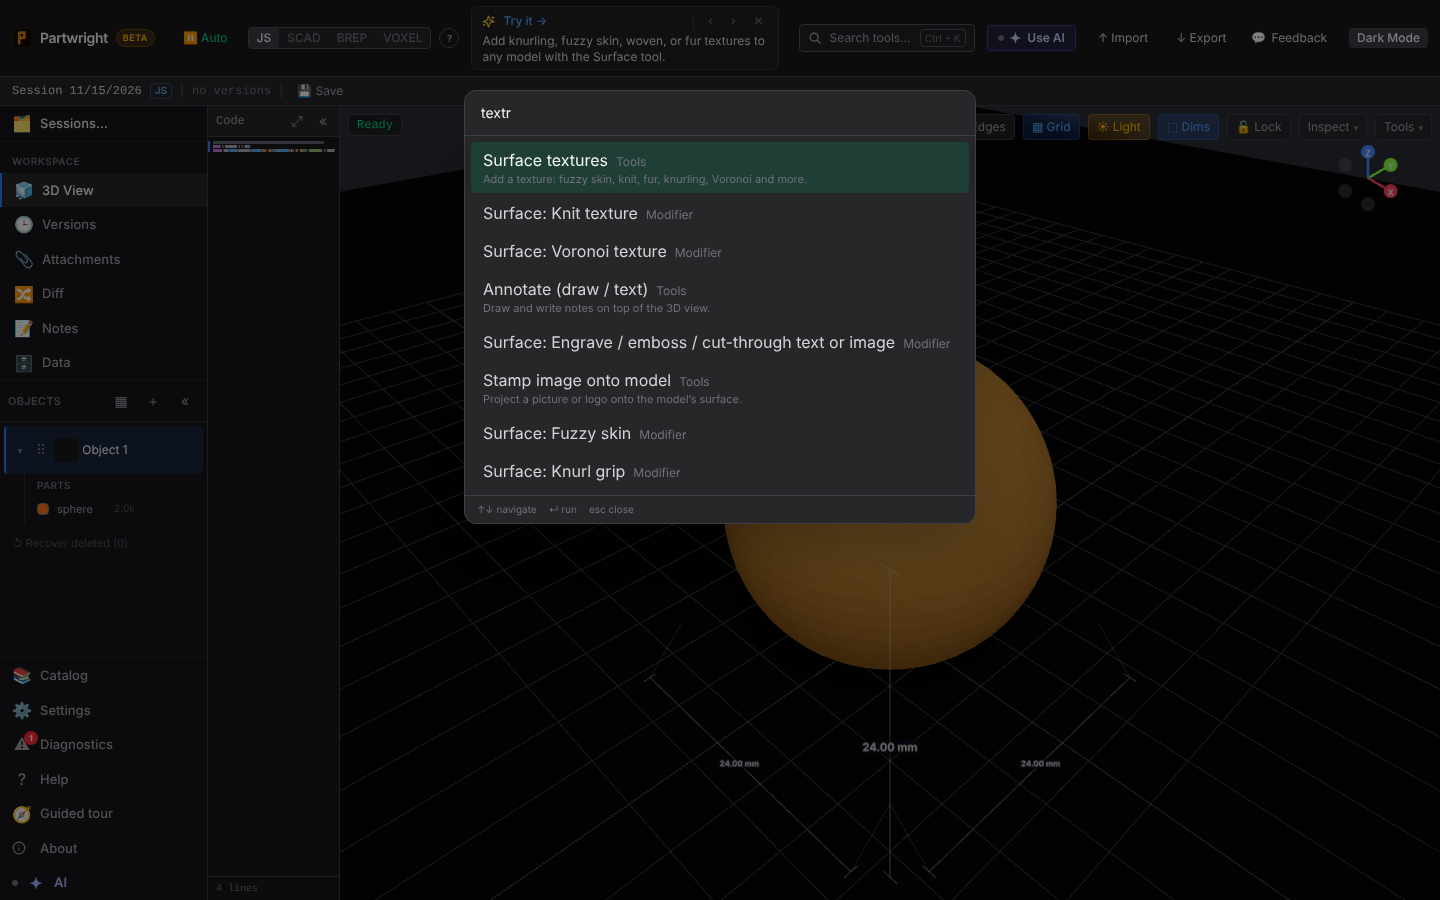 Partwright BETA
Auto
JS SCAD BREP VOXEL ?
Try it →
Add knurling, fuzzy skin, woven, or fur textures to
any model with the Surface tool.
Search tools... Ctrl + K
Use AI
↑ Import
↓ Export
Feedback
Dark Mode
Session 11/15/2026 JS | no versions | Save
Sessions...
WORKSPACE
3D View
Versions
Attachments
Diff
Notes
Data
OBJECTS
Object 1
PARTS
sphere 2.0k
Recover deleted (0)
Catalog
Settings
Diagnostics 1
Help
Guided tour
About
AI
Code
4 lines
Ready
Edges
Grid
Light
Dims
Lock
Inspect
Tools
Z
Y
X
textr
Surface textures Tools
Add a texture: fuzzy skin, knit, fur, knurling, Voronoi and more.
Surface: Knit texture Modifier
Surface: Voronoi texture Modifier
Annotate (draw / text) Tools
Draw and write notes on top of the 3D view.
Surface: Engrave / emboss / cut-through text or image Modifier
Stamp image onto model Tools
Project a picture or logo onto the model's surface.
Surface: Fuzzy skin Modifier
Surface: Knurl grip Modifier
↑↓ navigate ↵ run esc close
24.00 mm
24.00 mm
24.00 mm